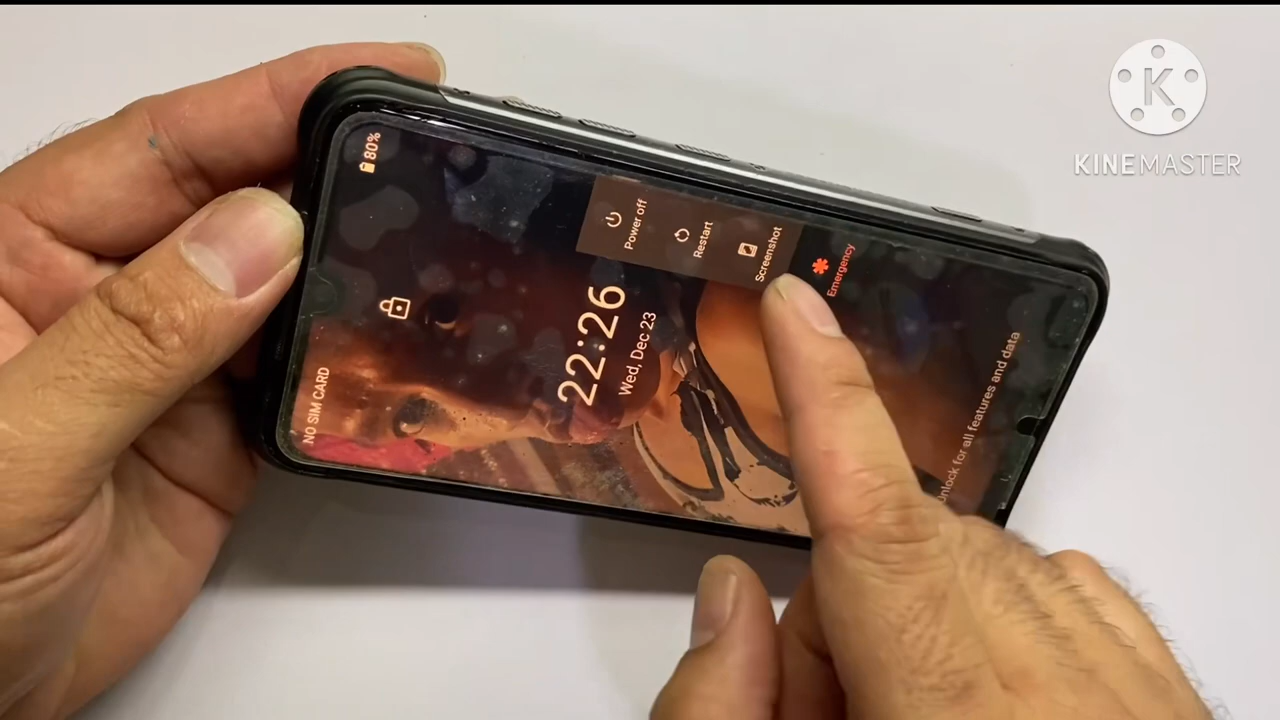 KINEMASTER
80%
NO SIM CARD
22:26
Wed, Dec 23
Power off
Restart
Screenshot
Emergency
Unlock for all features and data